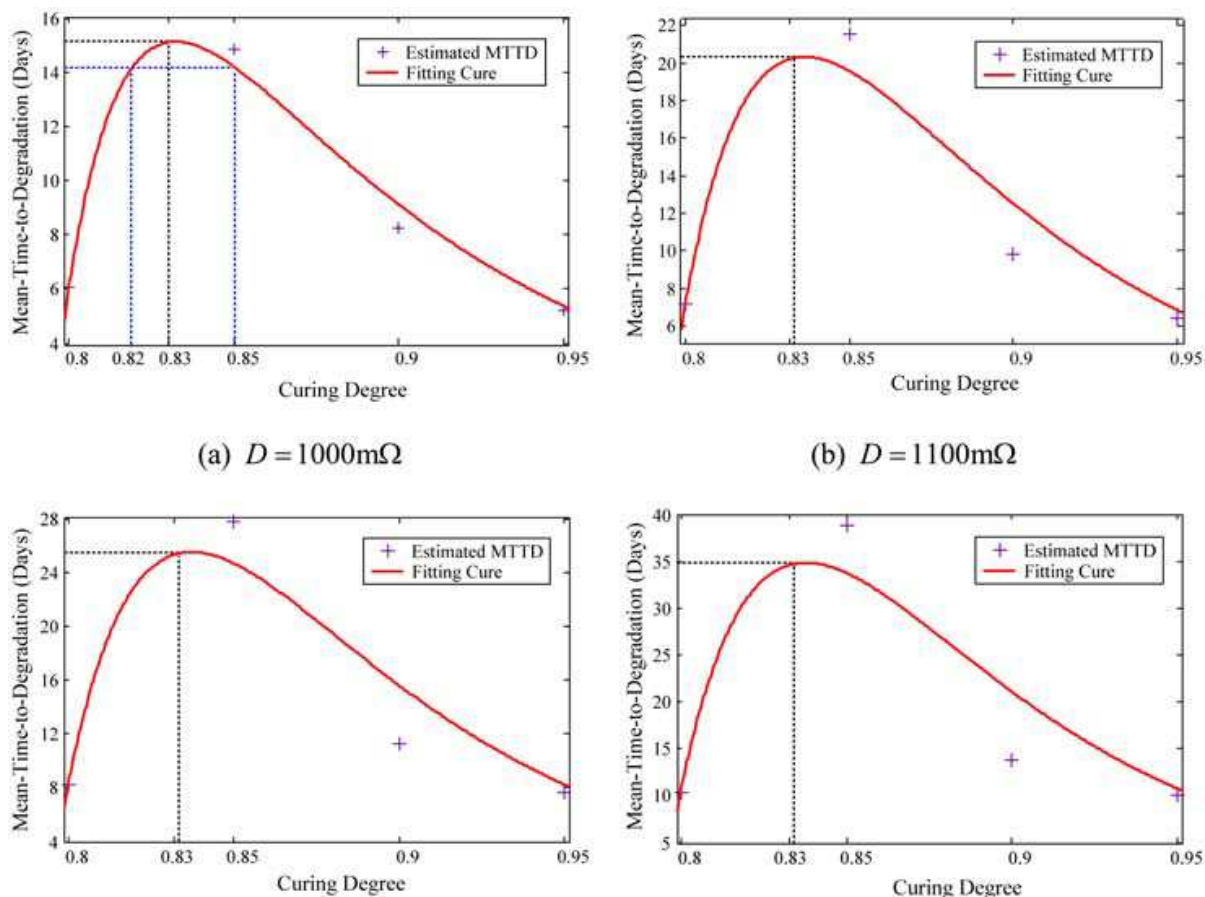 16
14
12
10
8
6
4
Mean-Time-to-Degradation (Days)
Estimated MTTD
Fitting Cure
0.8 0.82 0.83 0.85 0.9 0.95
Curing Degree
(a) D = 1000mΩ
22
20
18
16
14
12
10
8
6
Mean-Time-to-Degradation (Days)
Estimated MTTD
Fitting Cure
0.8 0.83 0.85 0.9 0.95
Curing Degree
(b) D = 1100mΩ
28
24
20
16
12
8
4
Mean-Time-to-Degradation (Days)
Estimated MTTD
Fitting Cure
0.8 0.83 0.85 0.9 0.95
Curing Degree
40
35
30
25
20
15
10
5
Mean-Time-to-Degradation (Days)
Estimated MTTD
Fitting Cure
0.8 0.83 0.85 0.9 0.95
Curing Degree